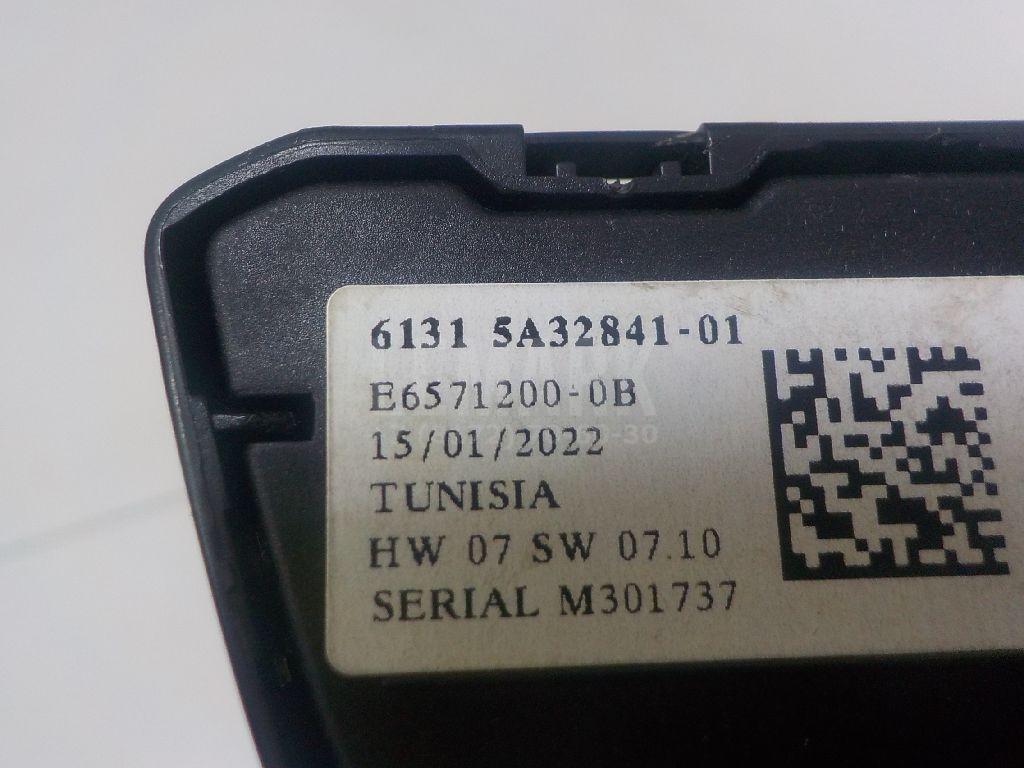 6131 5A32841-01
E6571200-0B
15/01/2022
TUNISIA
HW 07 SW 07.10
SERIAL M301737